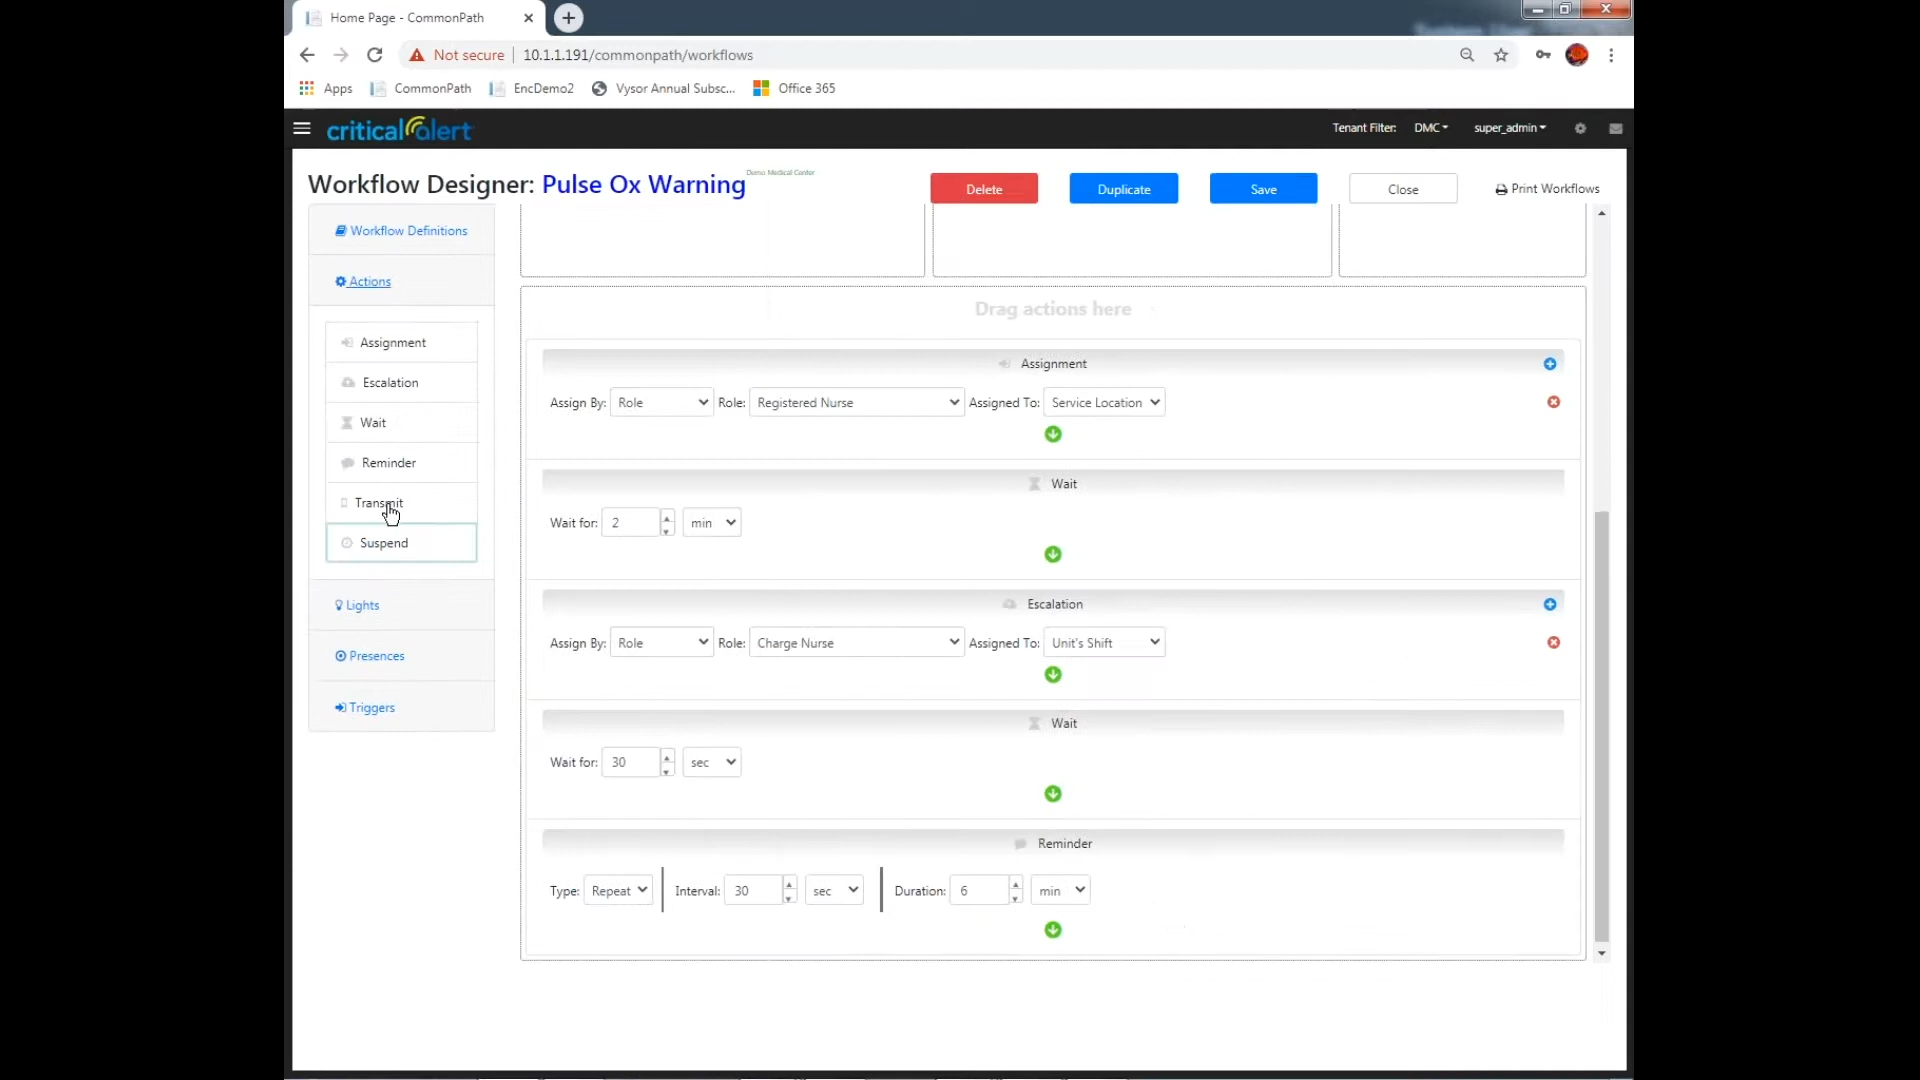 Home Page - CommonPath
Not secure 10.1.1.191/commonpath/workflows
Apps CommonPath EncDemo2 Vysor Annual Subsc... Office 365
critical alert Tenant Filter: DMC super_admin
Workflow Designer: Pulse Ox Warning Demo Medical Center Delete Duplicate Save Close Print Workflows
Workflow Definitions
Actions
Assignment
Escalation
Wait
Reminder
Transmit
Suspend
Lights
Presences
Triggers
Drag actions here
Assignment
Assign By: Role Role: Registered Nurse Assigned To: Service Location
Wait
Wait for: 2 min
Escalation
Assign By: Role Role: Charge Nurse Assigned To: Unit's Shift
Wait
Wait for: 30 sec
Reminder
Type: Repeat Interval: 30 sec Duration: 6 min